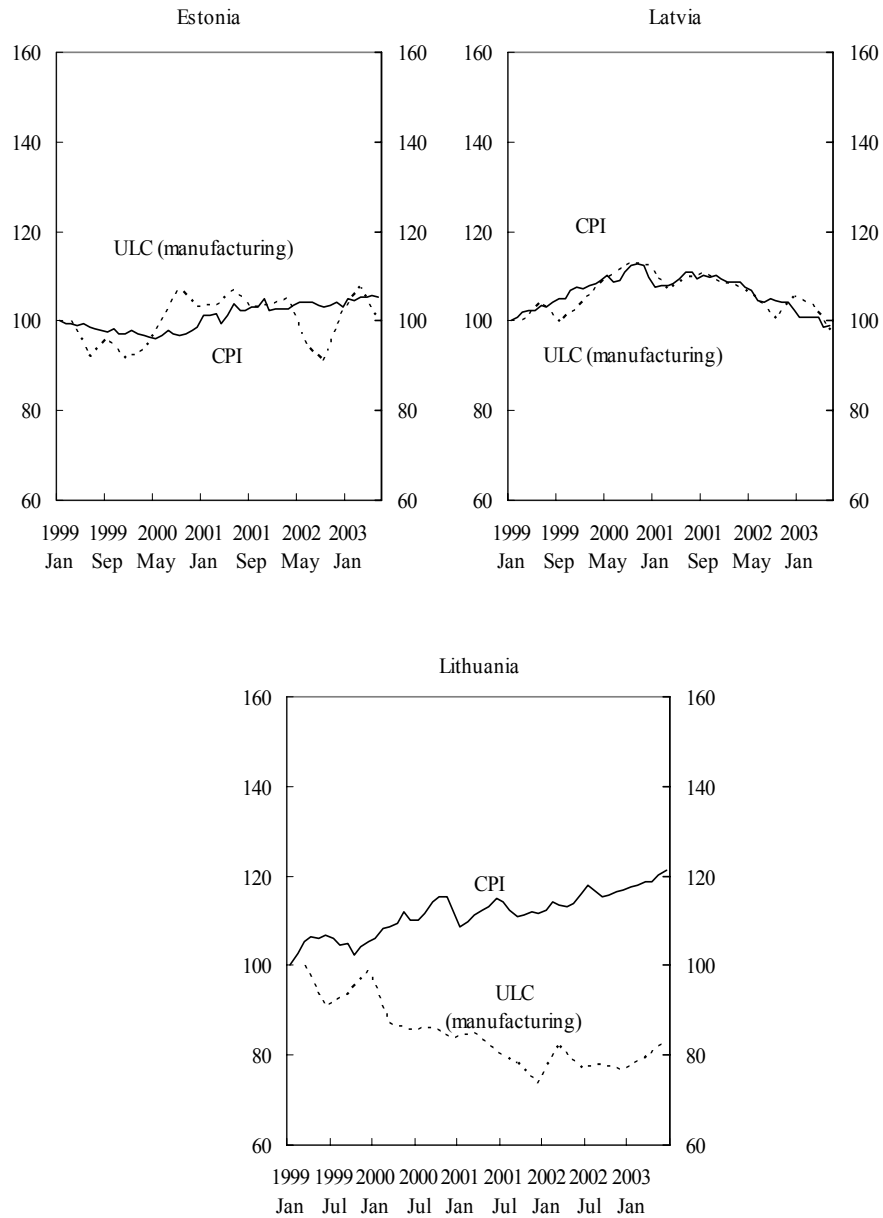 Estonia
160 160
140 140
120 120
ULC (manufacturing)
100 100
CPI
80 80
60 60
1999 1999 2000 2001 2001 2002 2003
Jan Sep May Jan Sep May Jan
Latvia
160 160
140 140
120 120
CPI
100 100
ULC (manufacturing)
80 80
60 60
1999 1999 2000 2001 2001 2002 2003
Jan Sep May Jan Sep May Jan
Lithuania
160 160
140 140
120 120
CPI
100 100
ULC
(manufacturing)
80 80
60 60
1999 1999 2000 2000 2001 2001 2002 2002 2003
Jan Jul Jan Jul Jan Jul Jan Jul Jan